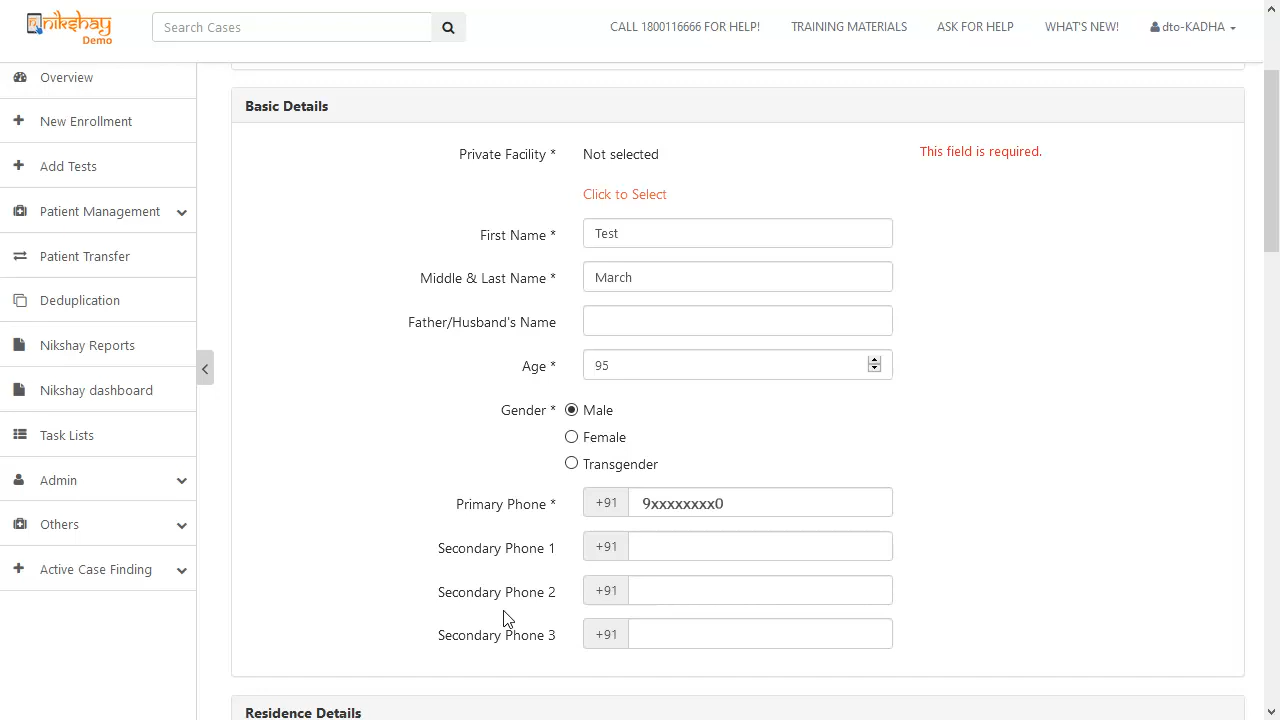 nikshay
Demo
Search Cases
CALL 1800116666 FOR HELP!
TRAINING MATERIALS
ASK FOR HELP
WHAT'S NEW!
dto-KADHA
Overview
New Enrollment
Add Tests
Patient Management
Patient Transfer
Deduplication
Nikshay Reports
Nikshay dashboard
Task Lists
Admin
Others
Active Case Finding
Basic Details
Private Facility * Not selected This field is required.
Click to Select
First Name * Test
Middle & Last Name * March
Father/Husband's Name
Age * 95
Gender * Male
Female
Transgender
Primary Phone * +91 9xxxxxxxx0
Secondary Phone 1 +91
Secondary Phone 2 +91
Secondary Phone 3 +91
Residence Details